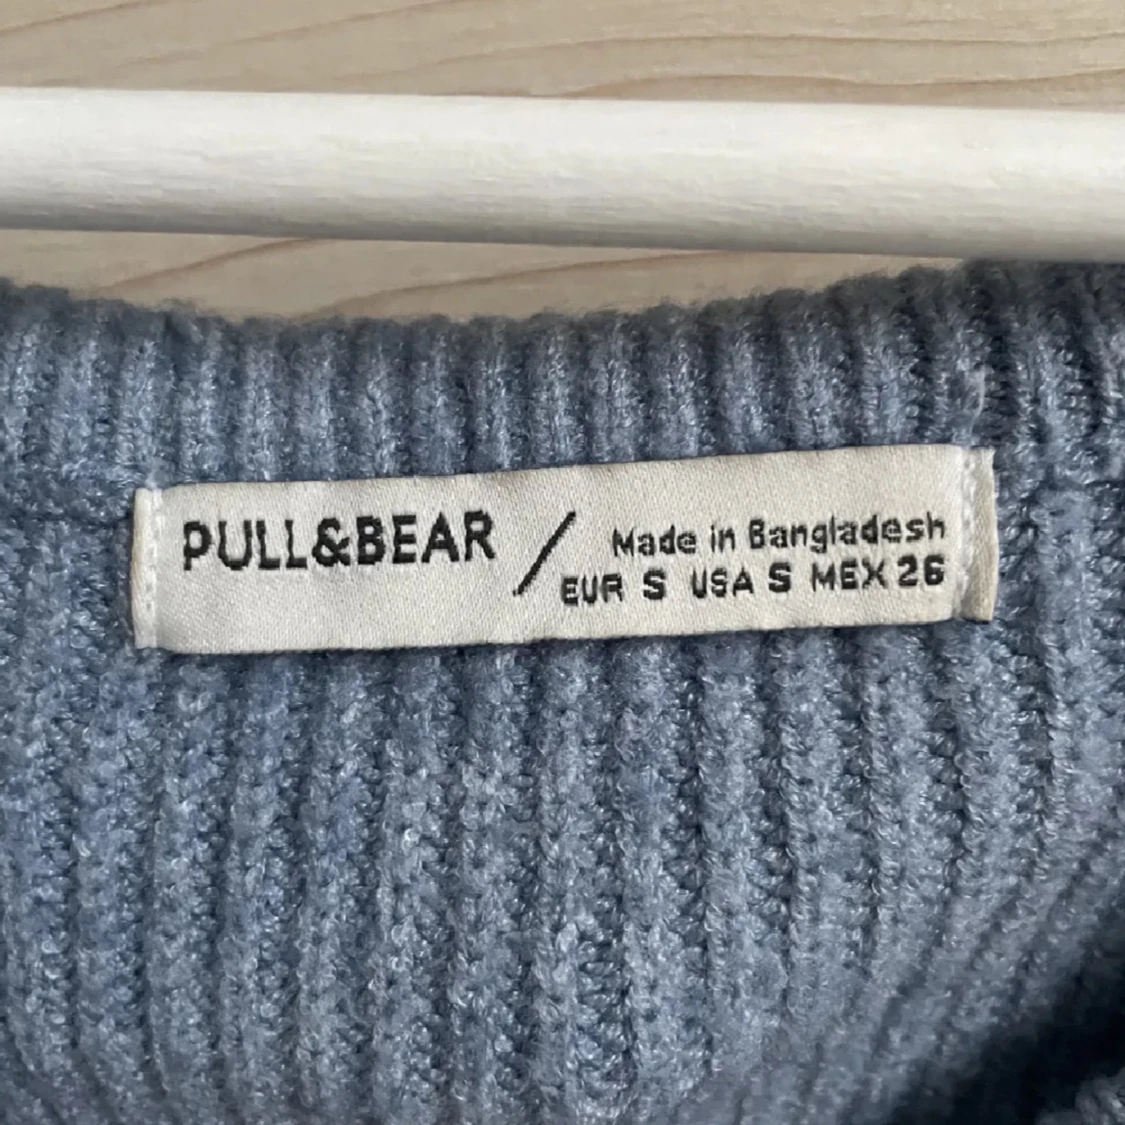 PULL&BEAR /
Made in Bangladesh
EUR S USA S MEX 26